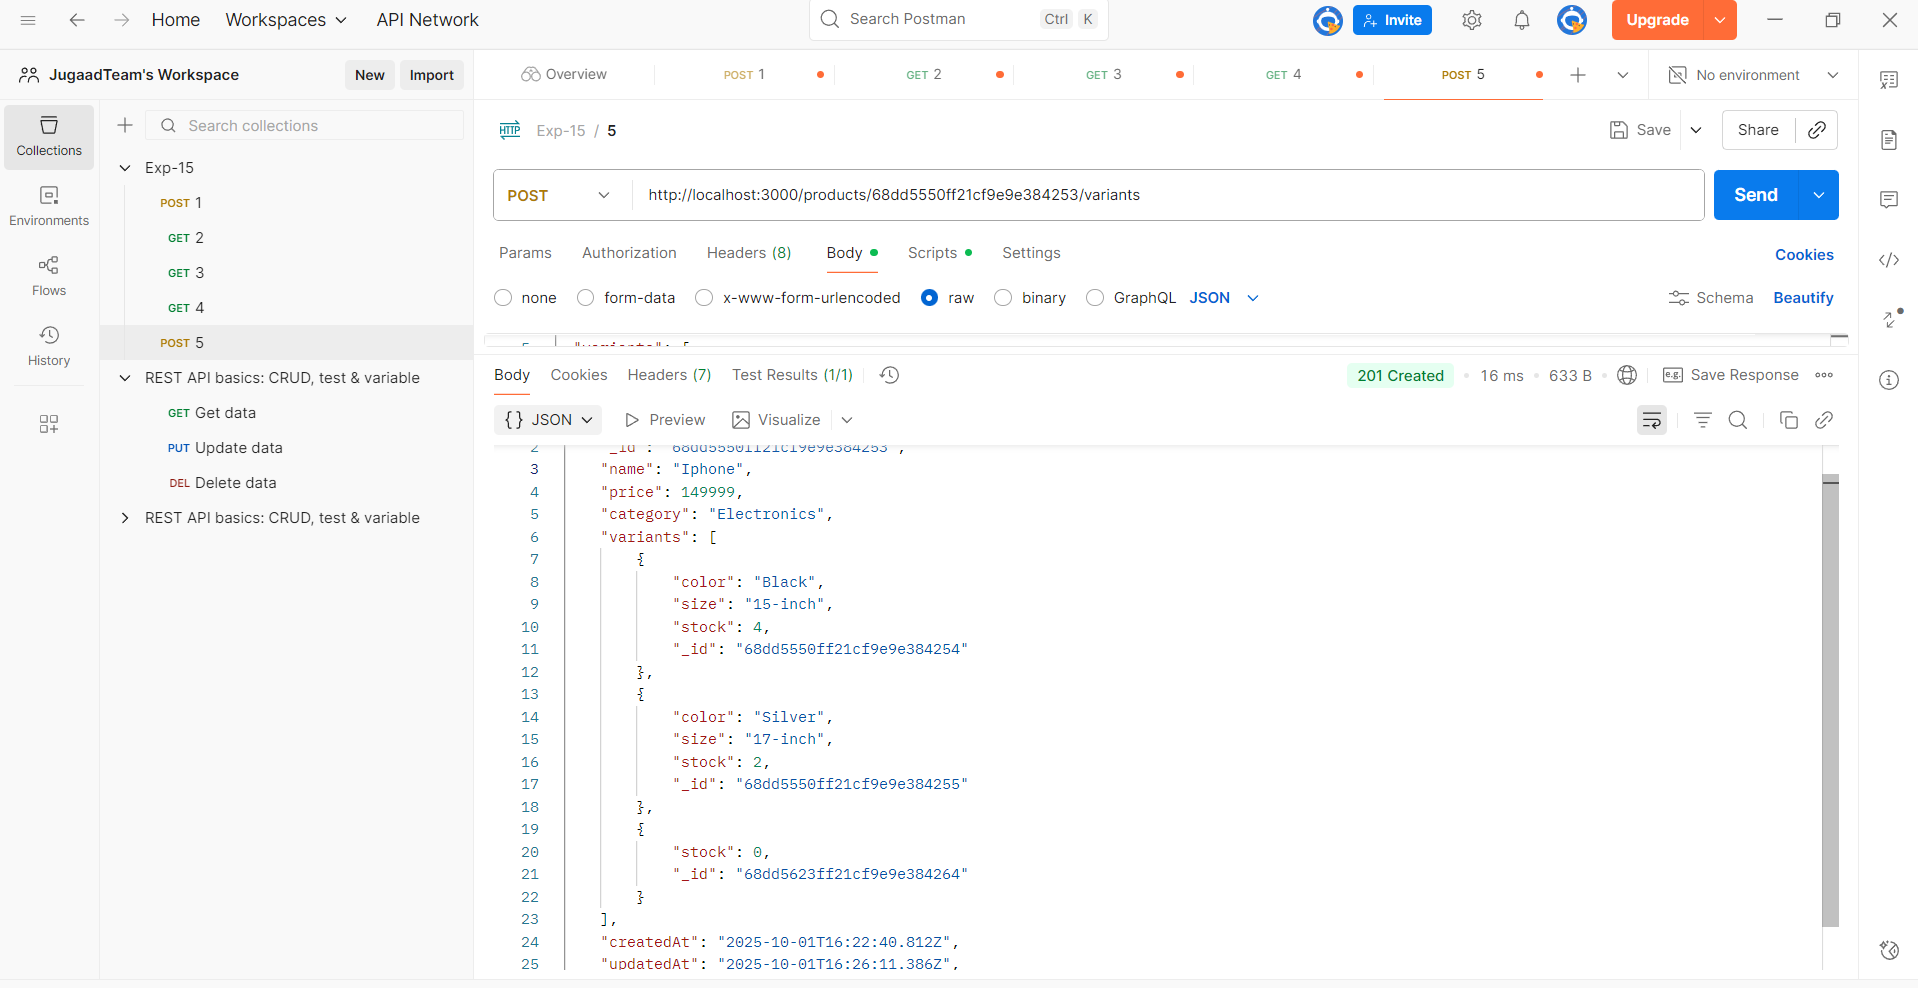 Home Workspaces API Network Search Postman Ctrl K Invite Upgrade
JugaadTeam's Workspace New Import Overview POST 1 GET 2 GET 3 GET 4 POST 5 No environment
Collections
Environments
Flows
History
Search collections
Exp-15
POST 1
GET 2
GET 3
GET 4
POST 5
REST API basics: CRUD, test & variable
GET Get data
PUT Update data
DEL Delete data
REST API basics: CRUD, test & variable
HTTP Exp-15 / 5 Save Share
POST http://localhost:3000/products/68dd5550ff21cf9e9e384253/variants Send
Params Authorization Headers (8) Body Scripts Settings Cookies
none form-data x-www-form-urlencoded raw binary GraphQL JSON Schema Beautify
5 "variants": [
Body Cookies Headers (7) Test Results (1/1) 201 Created 16 ms 633 B e.g. Save Response
{} JSON Preview Visualize
2 "_id": "68dd5550ff21cf9e9e384253",
3 "name": "Iphone",
4 "price": 149999,
5 "category": "Electronics",
6 "variants": [
7 {
8 "color": "Black",
9 "size": "15-inch",
10 "stock": 4,
11 "_id": "68dd5550ff21cf9e9e384254"
12 },
13 {
14 "color": "Silver",
15 "size": "17-inch",
16 "stock": 2,
17 "_id": "68dd5550ff21cf9e9e384255"
18 },
19 {
20 "stock": 0,
21 "_id": "68dd5623ff21cf9e9e384264"
22 }
23 ],
24 "createdAt": "2025-10-01T16:22:40.812Z",
25 "updatedAt": "2025-10-01T16:26:11.386Z",